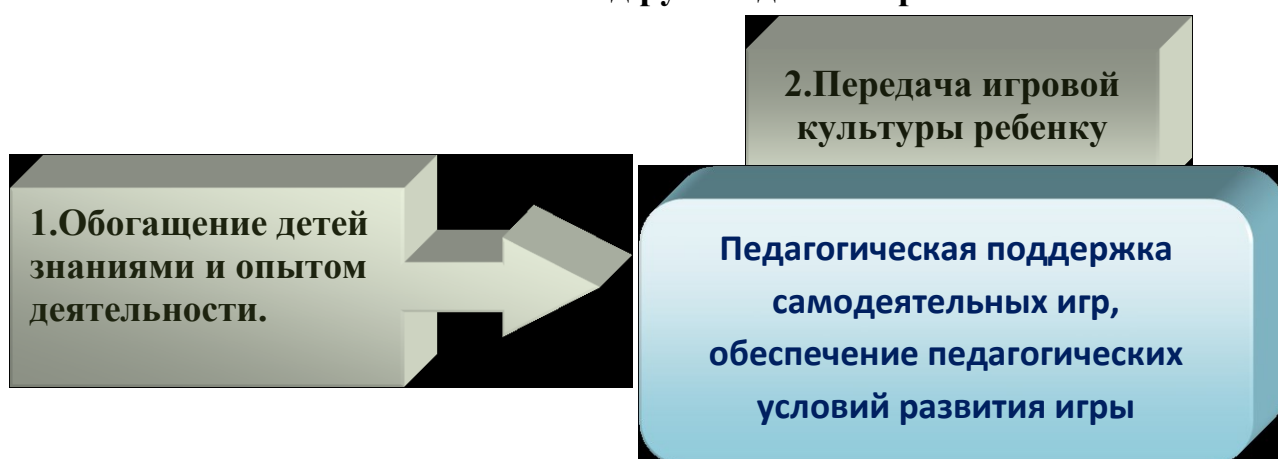 2.Передача игровой
культуры ребенку
1.Обогащение детей
знаниями и опытом
деятельности.
Педагогическая поддержка
самодеятельных игр,
обеспечение педагогических
условий развития игры